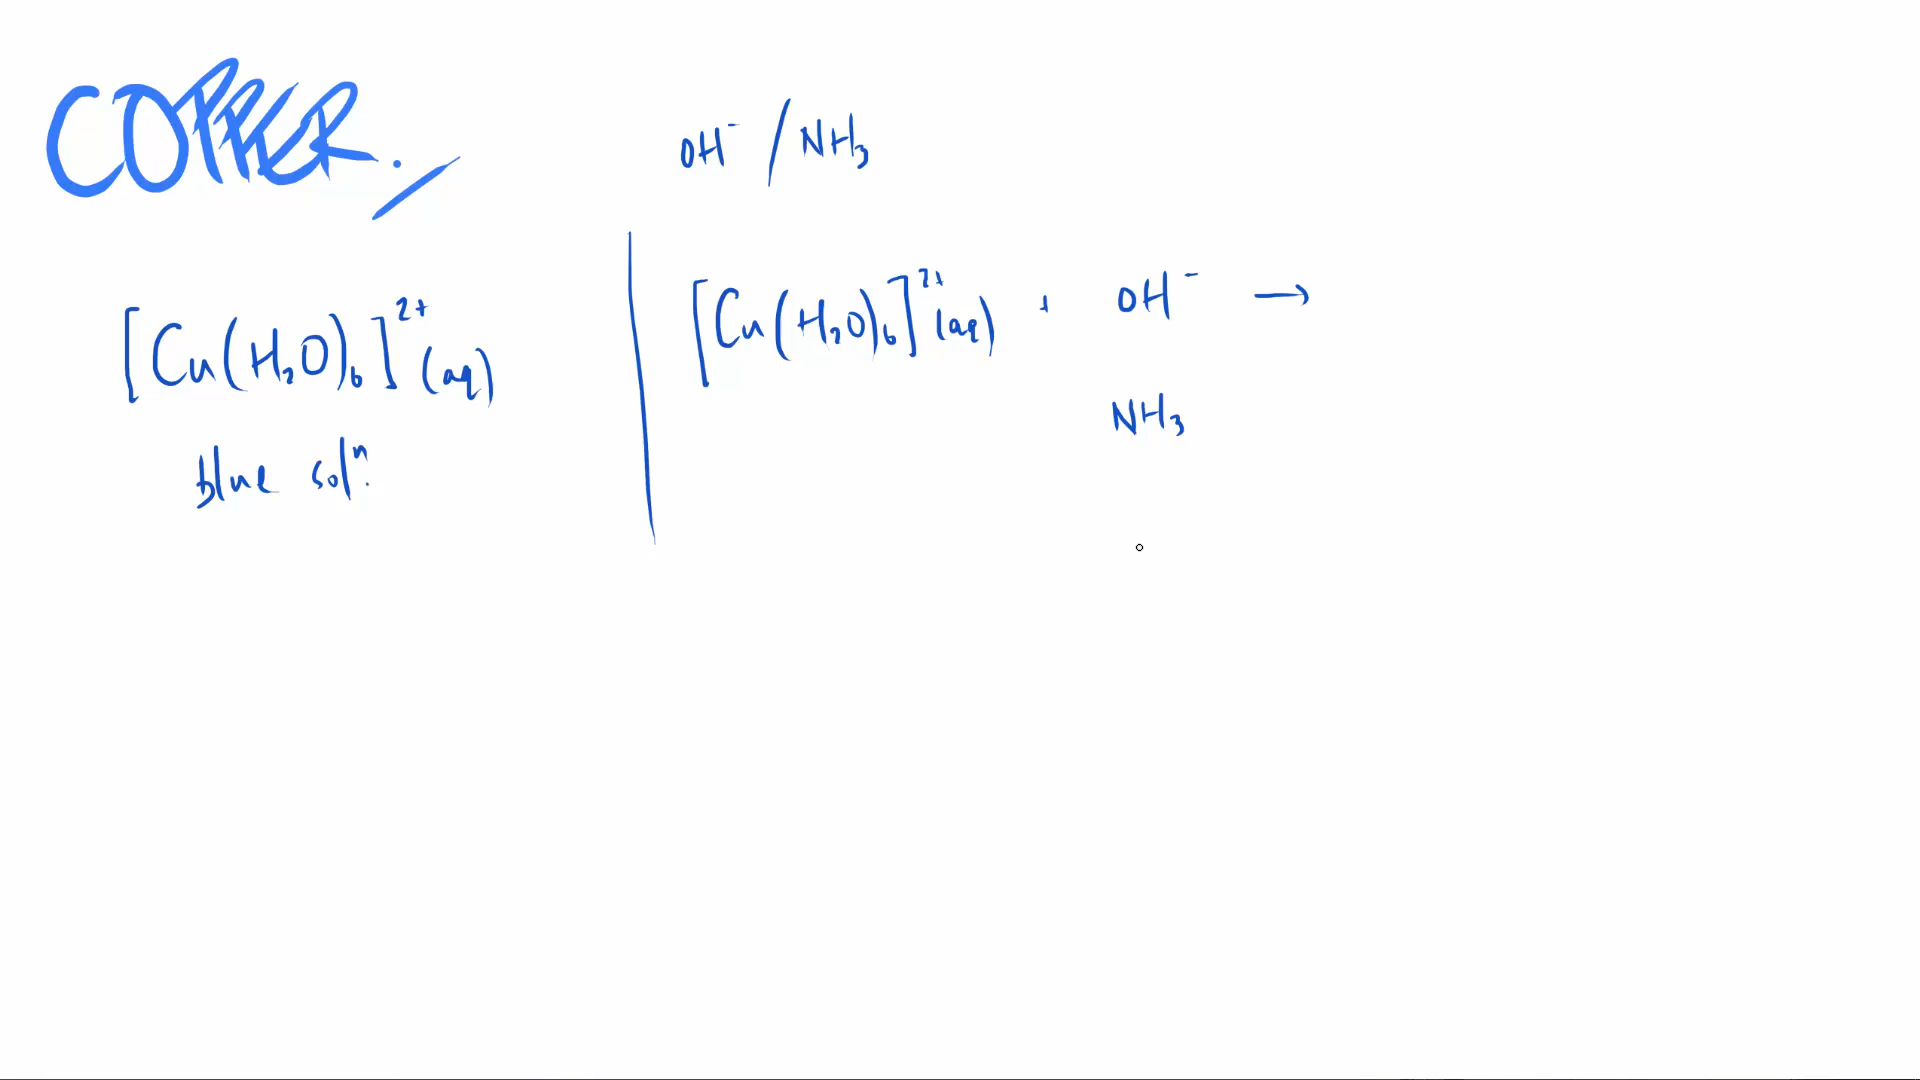 COPPER.
OH⁻ / NH₃
[Cu(H₂O)₆]²⁺(aq)
blue solⁿ.
[Cu(H₂O)₆]²⁺(aq) + OH⁻ →
NH₃